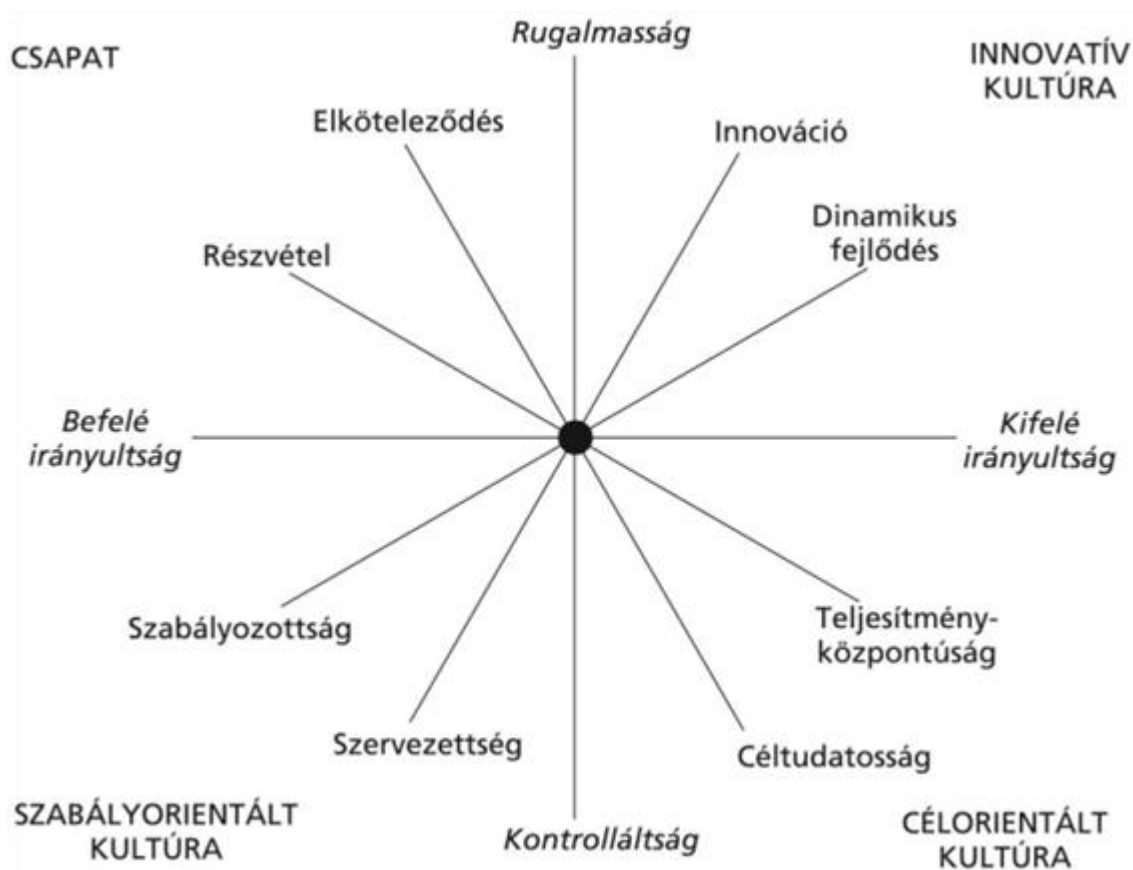 Rugalmasság
CSAPAT
INNOVATÍV
KULTÚRA
Elköteleződés
Innováció
Dinamikus
fejlődés
Részvétel
Befelé
irányultság
Kifelé
irányultság
Szabályozottság
Teljesítmény-
központúság
Szervezettség
Céltudatosság
SZABÁLYORIENTÁLT
KULTÚRA
Kontrolláltság
CÉLORIENTÁLT
KULTÚRA